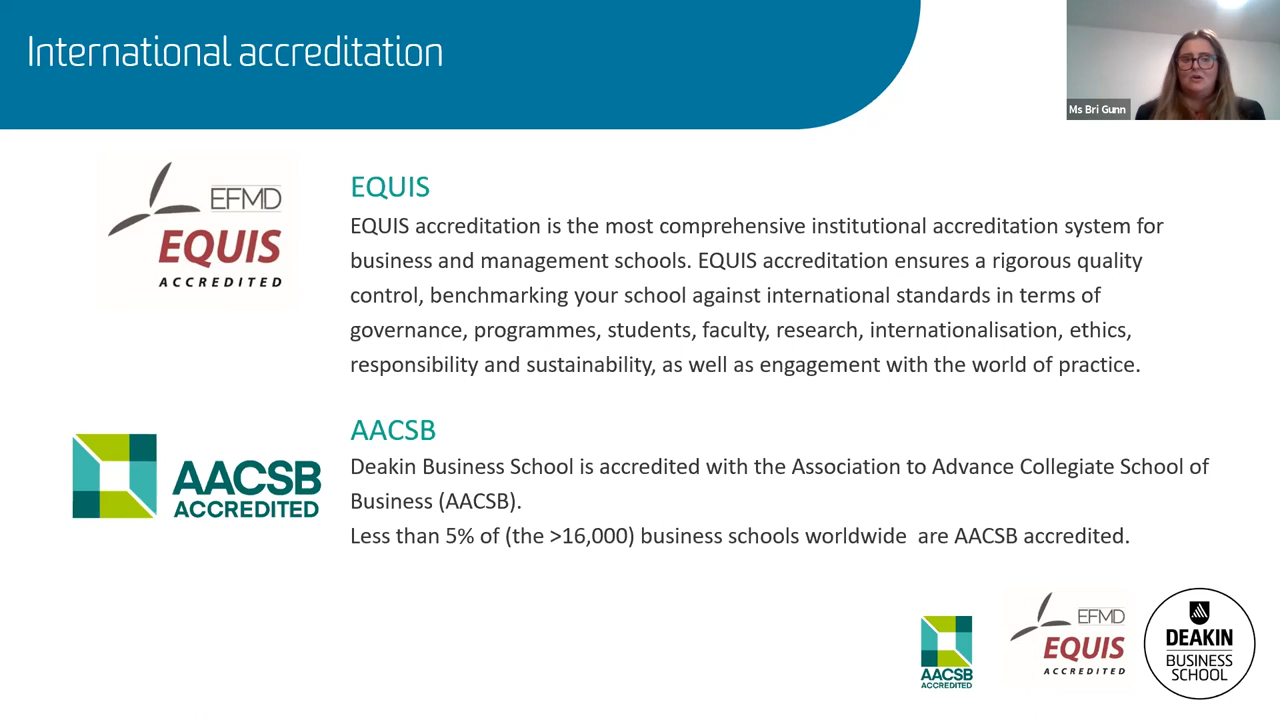 International accreditation
Ms Bri Gunn
EFMD
EQUIS
ACCREDITED
EQUIS
EQUIS accreditation is the most comprehensive institutional accreditation system for
business and management schools. EQUIS accreditation ensures a rigorous quality
control, benchmarking your school against international standards in terms of
governance, programmes, students, faculty, research, internationalisation, ethics,
responsibility and sustainability, as well as engagement with the world of practice.
AACSB
ACCREDITED
AACSB
Deakin Business School is accredited with the Association to Advance Collegiate School of
Business (AACSB).
Less than 5% of (the >16,000) business schools worldwide  are AACSB accredited.
AACSB
ACCREDITED
EFMD
EQUIS
ACCREDITED
DEAKIN
BUSINESS
SCHOOL